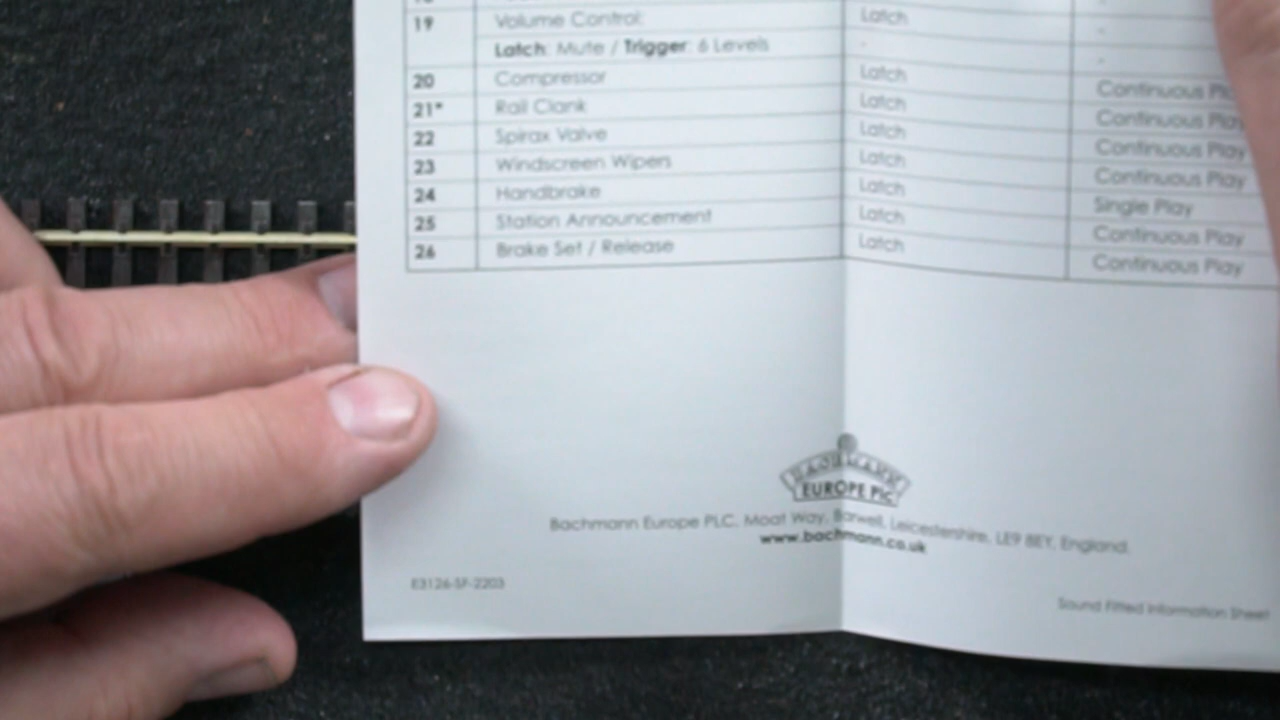 19 Volume Control: Latch
Latch: Mute / Trigger: 6 Levels
20 Compressor Latch Continuous
21* Rail Clank Latch Continuous
22 Spirax Valve Latch Continuous Play
23 Windscreen Wipers Latch Continuous Play
24 Handbrake Latch Single Play
25 Station Announcement Latch Continuous Play
26 Brake Set / Release Latch Continuous Play
BACHMANN
EUROPE Plc
Bachmann Europe PLC, Moat Way, Barwell, Leicestershire, LE9 8EY, England.
www.bachmann.co.uk
E3126-SF-2203
Sound Fitted Information Sheet